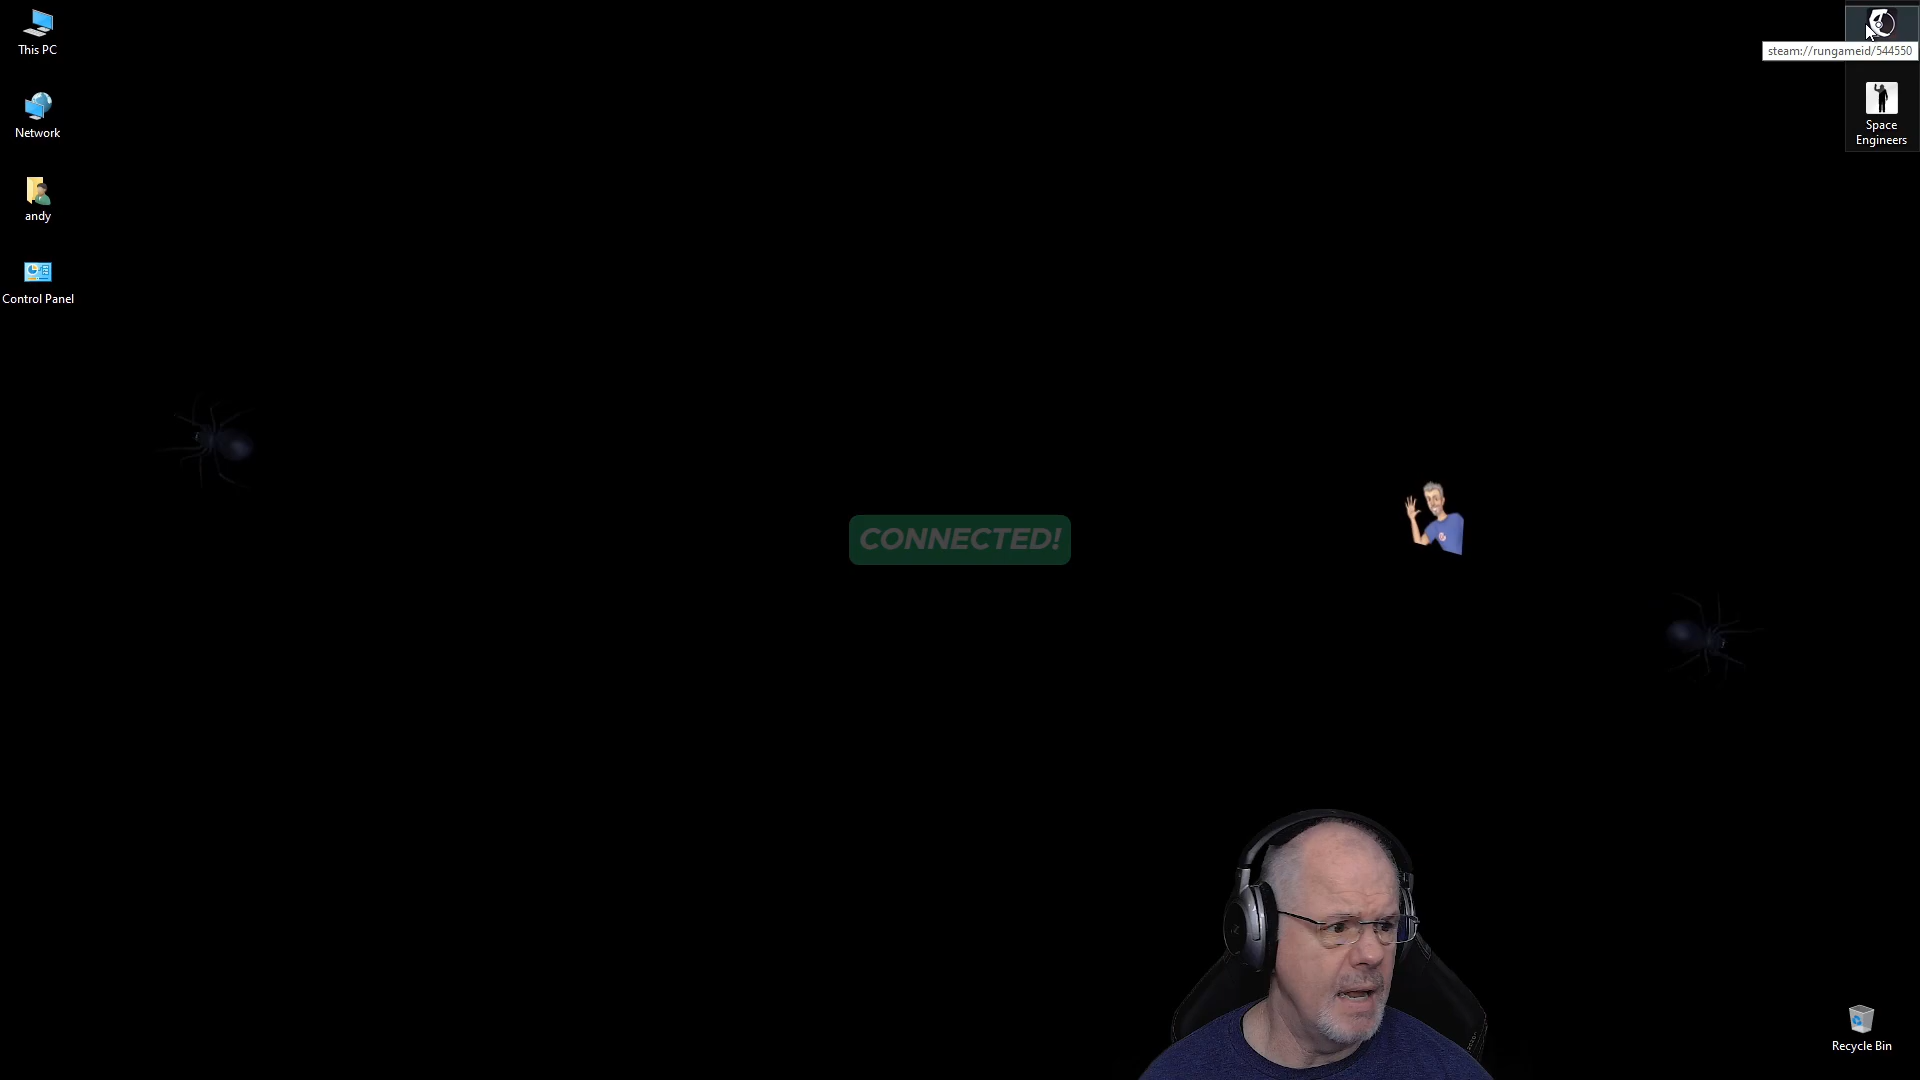 This PC
Network
andy
Control Panel
steam://rungameid/544550
Space
Engineers
CONNECTED!
Recycle Bin